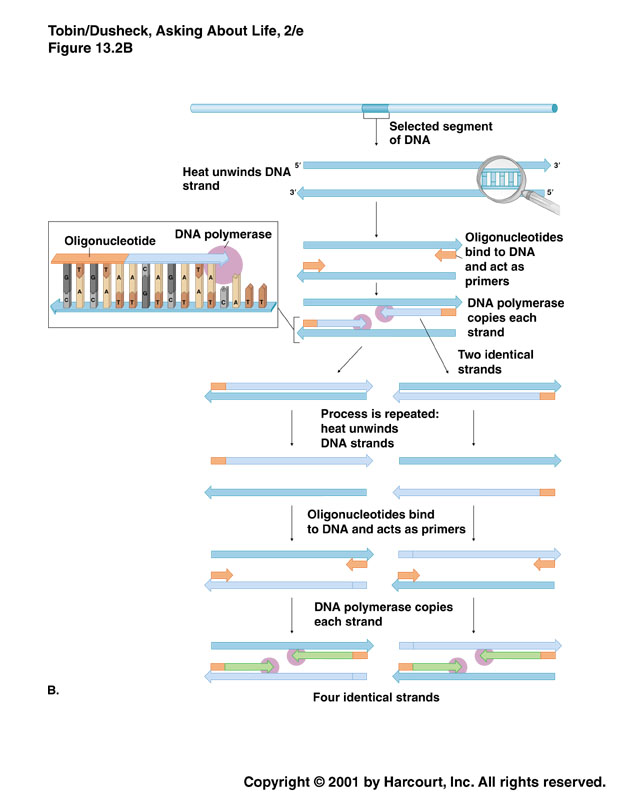 Tobin/Dusheck, Asking About Life, 2/e
Figure 13.2B
Selected segment
of DNA
Heat unwinds DNA
strand
5′
3′
3′
5′
Oligonucleotide
DNA polymerase
Oligonucleotides
bind to DNA
and act as
primers
G T G T A A C A G A T A
C A C A T T G T C T A T C A T T
DNA polymerase
copies each
strand
Two identical
strands
Process is repeated:
heat unwinds
DNA strands
Oligonucleotides bind
to DNA and acts as primers
DNA polymerase copies
each strand
B.
Four identical strands
Copyright © 2001 by Harcourt, Inc. All rights reserved.